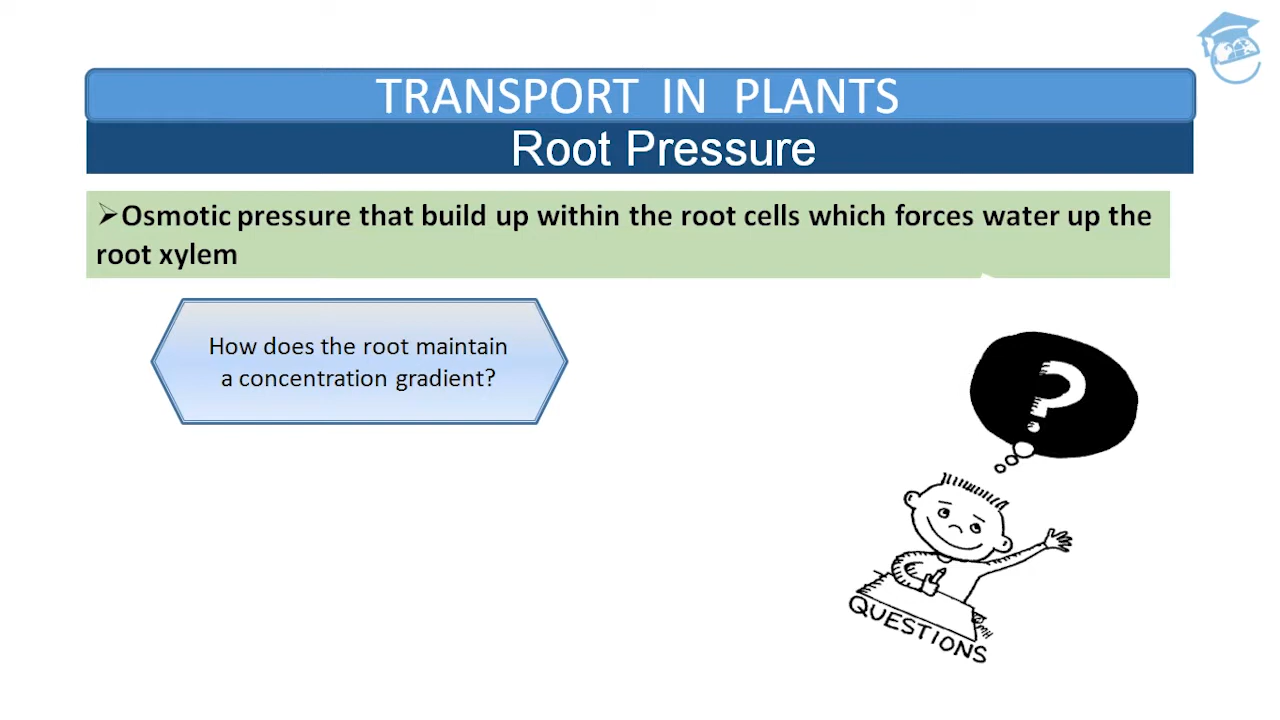 TRANSPORT IN PLANTS
Root Pressure
➢Osmotic pressure that build up within the root cells which forces water up the
root xylem
How does the root maintain
a concentration gradient?
?
QUESTIONS